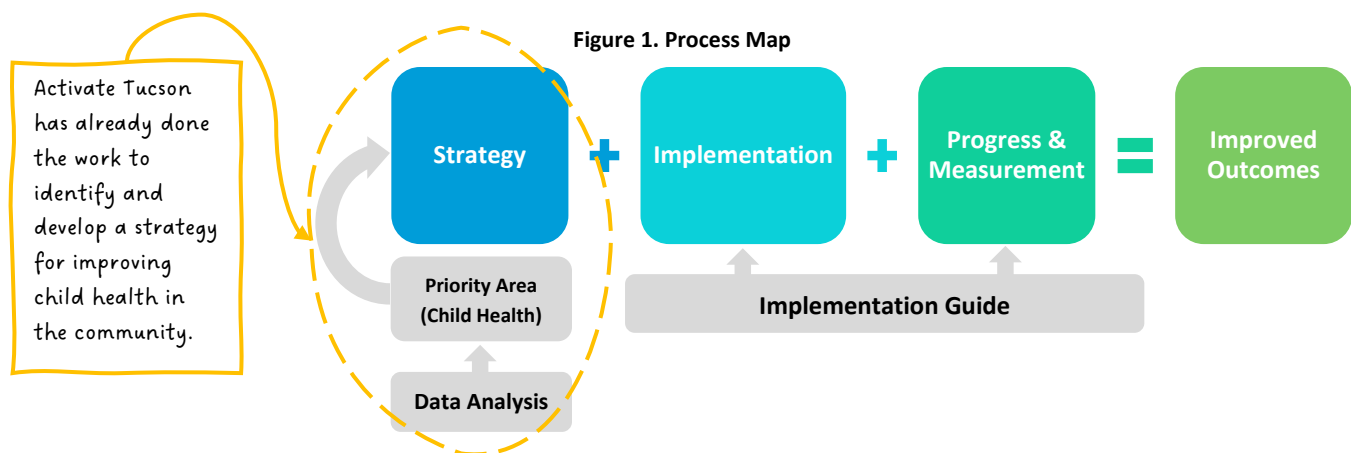 Figure 1. Process Map
Activate Tucson
has already done
the work to
identify and
develop a strategy
for improving
child health in
the community.
Strategy
+
Implementation
+
Progress &
Measurement
=
Improved
Outcomes
Priority Area
(Child Health)
Data Analysis
Implementation Guide